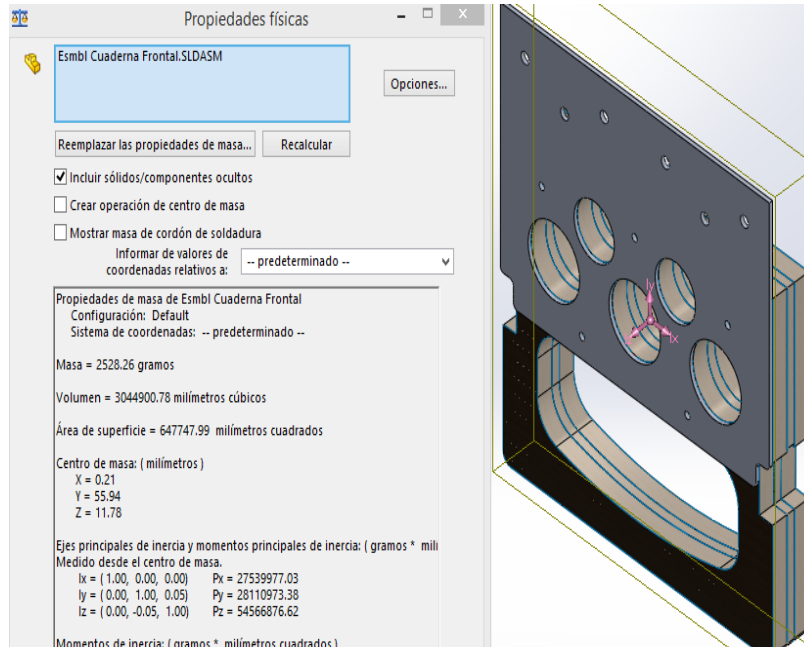 Propiedades físicas
Esmbl Cuaderna Frontal.SLDASM
Opciones...
Reemplazar las propiedades de masa...
Recalcular
Incluir sólidos/componentes ocultos
Crear operación de centro de masa
Mostrar masa de cordón de soldadura
Informar de valores de
coordenadas relativos a:
-- predeterminado --
Propiedades de masa de Esmbl Cuaderna Frontal
Configuración: Default
Sistema de coordenadas: -- predeterminado --
Masa = 2528.26 gramos
Volumen = 3044900.78 milímetros cúbicos
Área de superficie = 647747.99 milímetros cuadrados
Centro de masa: ( milímetros )
X = 0.21
Y = 55.94
Z = 11.78
Ejes principales de inercia y momentos principales de inercia: ( gramos * mili
Medido desde el centro de masa.
Ix = ( 1.00, 0.00, 0.00) Px = 27539977.03
Iy = ( 0.00, 1.00, 0.05) Py = 28110973.38
Iz = ( 0.00, -0.05, 1.00) Pz = 54566876.62
Momentos de inercia: ( gramos * milímetros cuadrados )
Iy
Ix